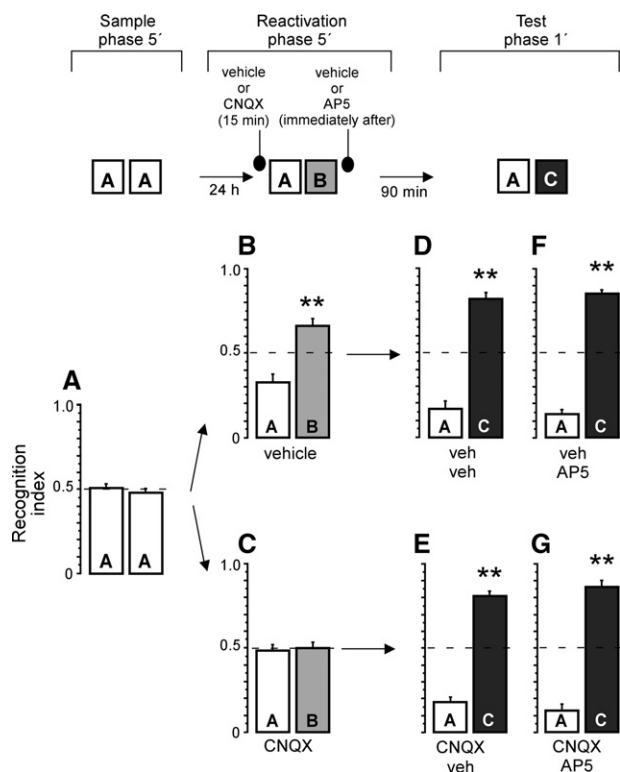 Sample
phase 5´
Reactivation
phase 5´
Test
phase 1´
vehicle
or
CNQX
(15 min)
vehicle
or
AP5
(immediately after)
A A
24 h
A B
90 min
A C
B
1.0
**
0.5
0
A B
vehicle
D
**
A C
veh
veh
F
**
A C
veh
AP5
A
1.0
0.5
0
Recognition
index
A A
C
1.0
0.5
0
A B
CNQX
E
**
A C
CNQX
veh
G
**
A C
CNQX
AP5